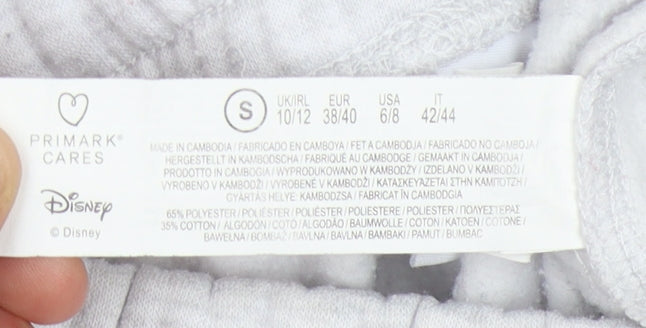 PRIMARK®
CARES
Disney
© Disney
S
UK/IRL EUR USA IT
10/12 38/40 6/8 42/44
MADE IN CAMBODIA / FABRICADO EN CAMBOYA / FET A CAMBODJA / FABRICADO NO CAMBOJA /
HERGESTELLT IN KAMBODSCHA / FABRIQUÉ AU CAMBODGE / GEMAAKT IN CAMBODJA /
PRODOTTO IN CAMBOGIA / WYPRODUKOWANO W KAMBODŻY / IZDELANO V KAMBODŽI /
VYROBENO V KAMBODŽI / VYROBENÉ V KAMBODŽI / ΚΑΤΑΣΚΕΥΑΖΕΤΑΙ ΣΤΗΝ ΚΑΜΠΟΤΖΗ /
GYÁRTÁS HELYE: KAMBODZSA / FABRICAT ÎN CAMBODGIA
65% POLYESTER / POLIÉSTER / POLIÈSTER / POLIESTERE / POLIESTER / ΠΟΛΥΕΣΤΕΡΑΣ
35% COTTON / ALGODÓN / COTÓ / ALGODÃO / BAUMWOLLE / COTON / KATOEN / COTONE /
BAWEŁNA / BOMBAŽ / BAVLNA / BAVLNA / ΒΑΜΒΑΚΙ / PAMUT / BUMBAC